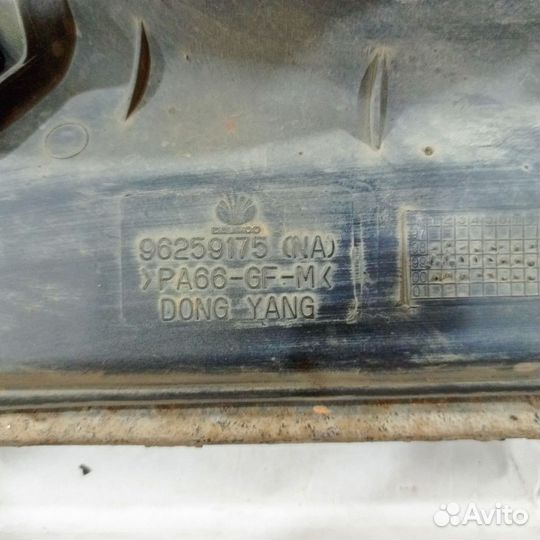 DAEWOO
96259175 (NA)
>PA66-GF-M<
DONG YANG
Avito